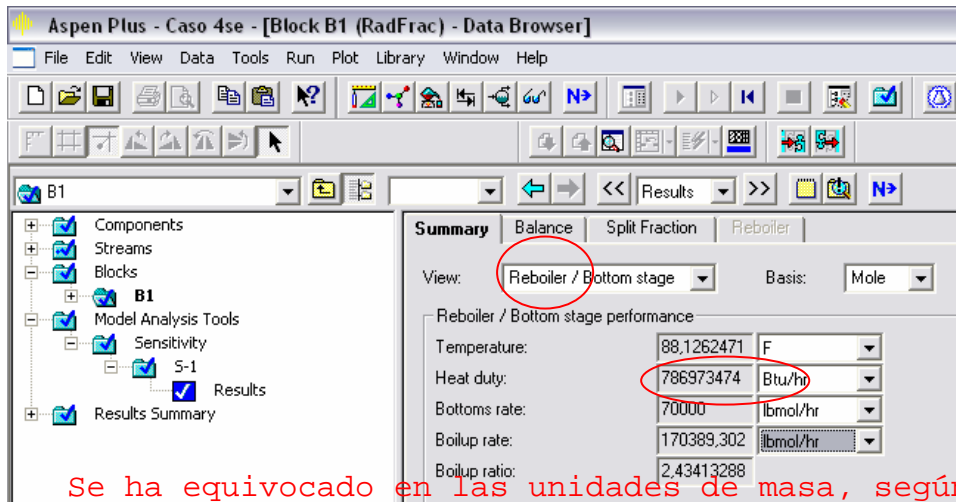 Aspen Plus - Caso 4se - [Block B1 (RadFrac) - Data Browser]
File Edit View Data Tools Run Plot Library Window Help
N>
B1 Results << >> N>
Components
Streams
Blocks
B1
Model Analysis Tools
Sensitivity
S-1
Results
Results Summary
Summary Balance Split Fraction Reboiler
View: Reboiler / Bottom stage Basis: Mole
Reboiler / Bottom stage performance
Temperature: 88,1262471 F
Heat duty: 786973474 Btu/hr
Bottoms rate: 70000 lbmol/hr
Boilup rate: 170389,302 lbmol/hr
Boilup ratio: 2,43413288
Se ha equivocado en las unidades de masa, según